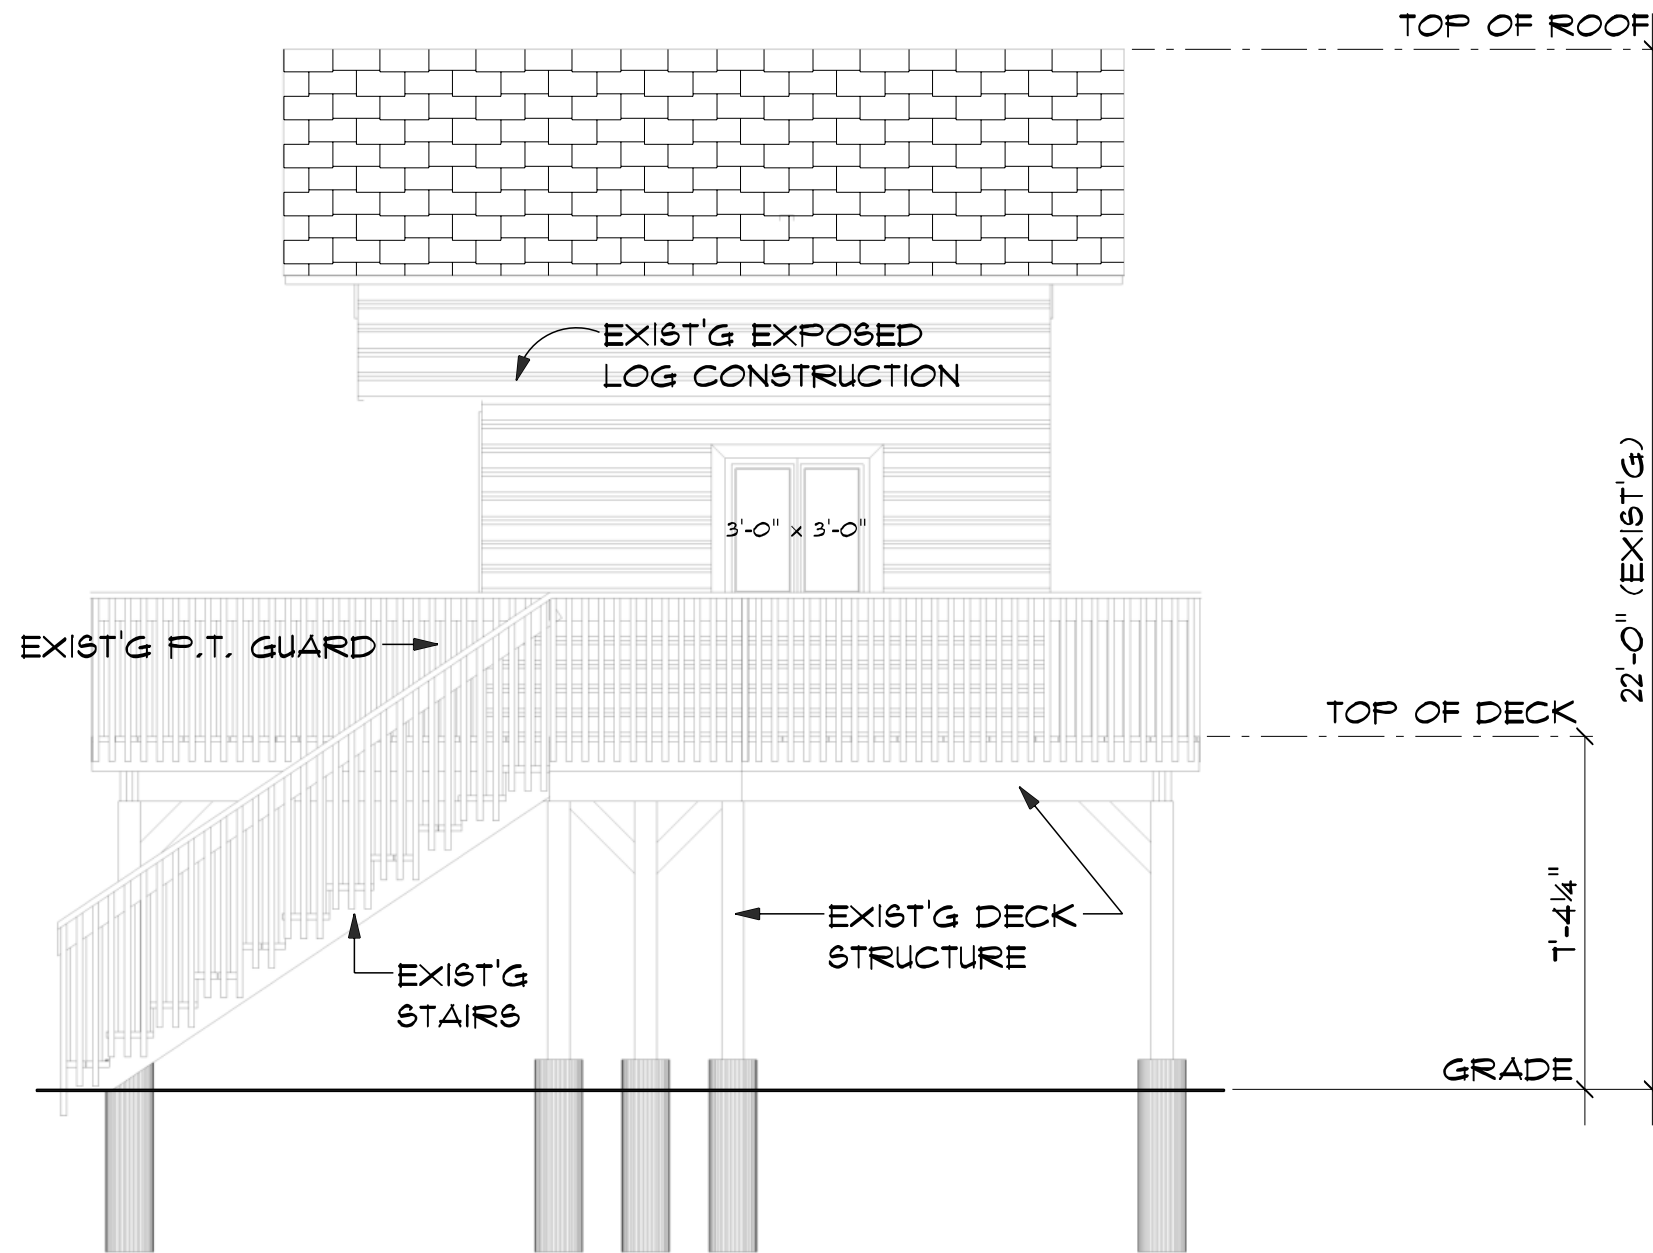 TOP OF ROOF
EXIST'G EXPOSED
LOG CONSTRUCTION
22'-0" (EXIST'G)
3'-0" x 3'-0"
EXIST'G P.T. GUARD
TOP OF DECK
7'-4¼"
EXIST'G DECK
STRUCTURE
EXIST'G
STAIRS
GRADE